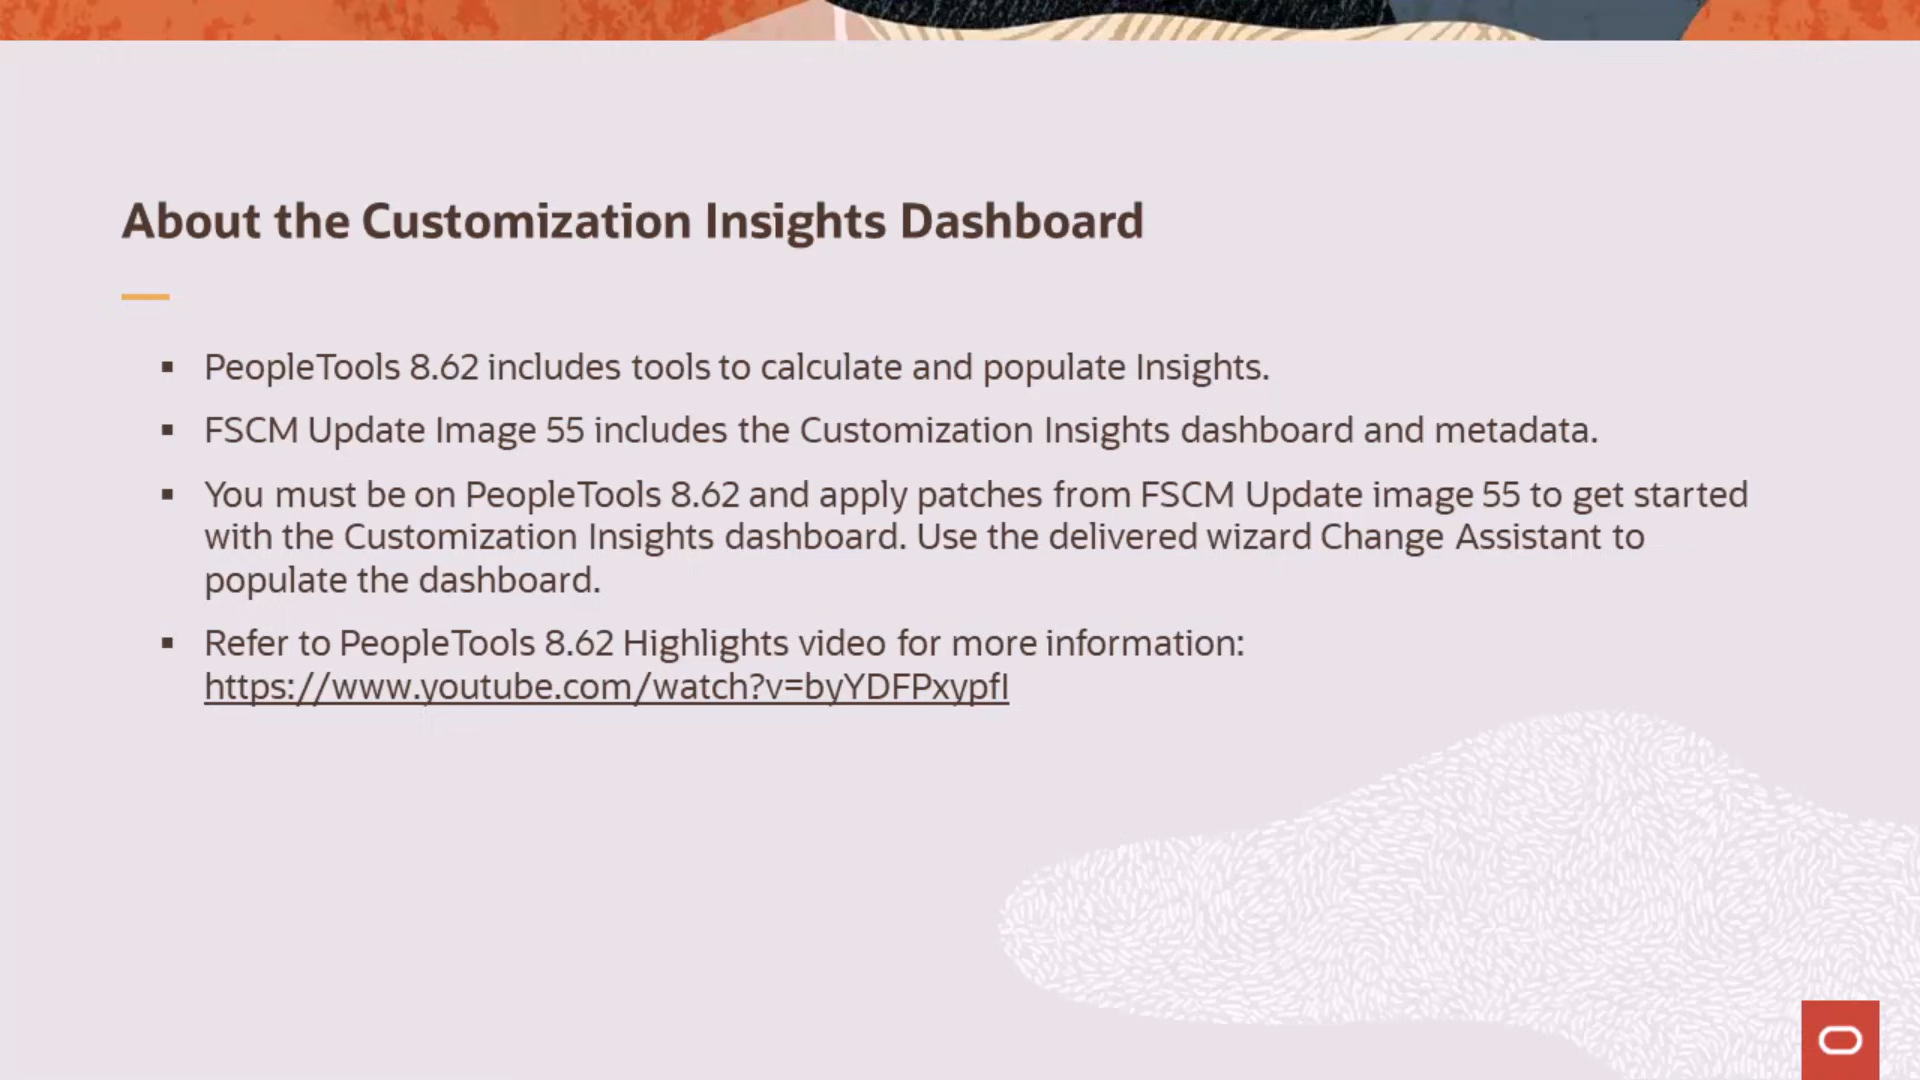 About the Customization Insights Dashboard
▪ PeopleTools 8.62 includes tools to calculate and populate Insights.
▪ FSCM Update Image 55 includes the Customization Insights dashboard and metadata.
▪ You must be on PeopleTools 8.62 and apply patches from FSCM Update image 55 to get started
with the Customization Insights dashboard. Use the delivered wizard Change Assistant to
populate the dashboard.
▪ Refer to PeopleTools 8.62 Highlights video for more information:
https://www.youtube.com/watch?v=byYDFPxypfI